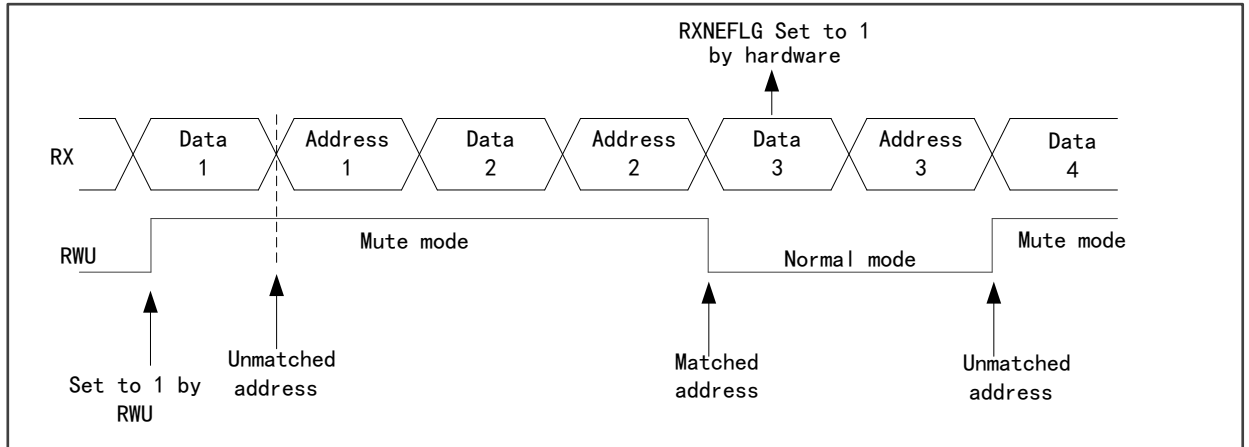 RXNEFLG Set to 1
by hardware
RX
Data
1
Address
1
Data
2
Address
2
Data
3
Address
3
Data
4
RWU
Mute mode
Normal mode
Mute mode
Set to 1 by
RWU
Unmatched
address
Matched
address
Unmatched
address